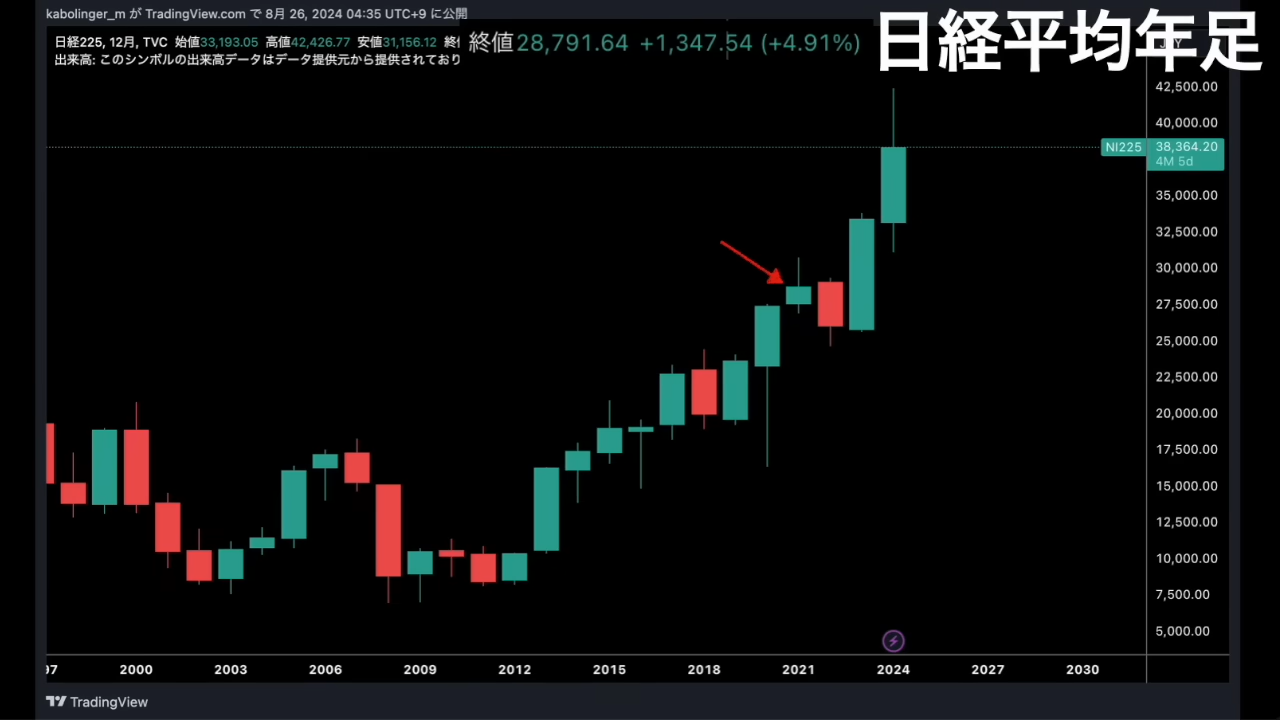 kabolinger_m が TradingView.com で 8月 26, 2024 04:35 UTC+9 に公開
日経平均年足
日経225, 12月, TVC 始値33,193.05 高値42,426.77 安値31,156.12
終値28,791.64 +1,347.54 (+4.91%)
出来高: このシンボルの出来高データはデータ提供元から提供されており
42,500.00
40,000.00
NI225 38,364.20
4M 5d
35,000.00
32,500.00
30,000.00
27,500.00
25,000.00
22,500.00
20,000.00
17,500.00
15,000.00
12,500.00
10,000.00
7,500.00
5,000.00
97 2000 2003 2006 2009 2012 2015 2018 2021 2024 2027 2030
TradingView